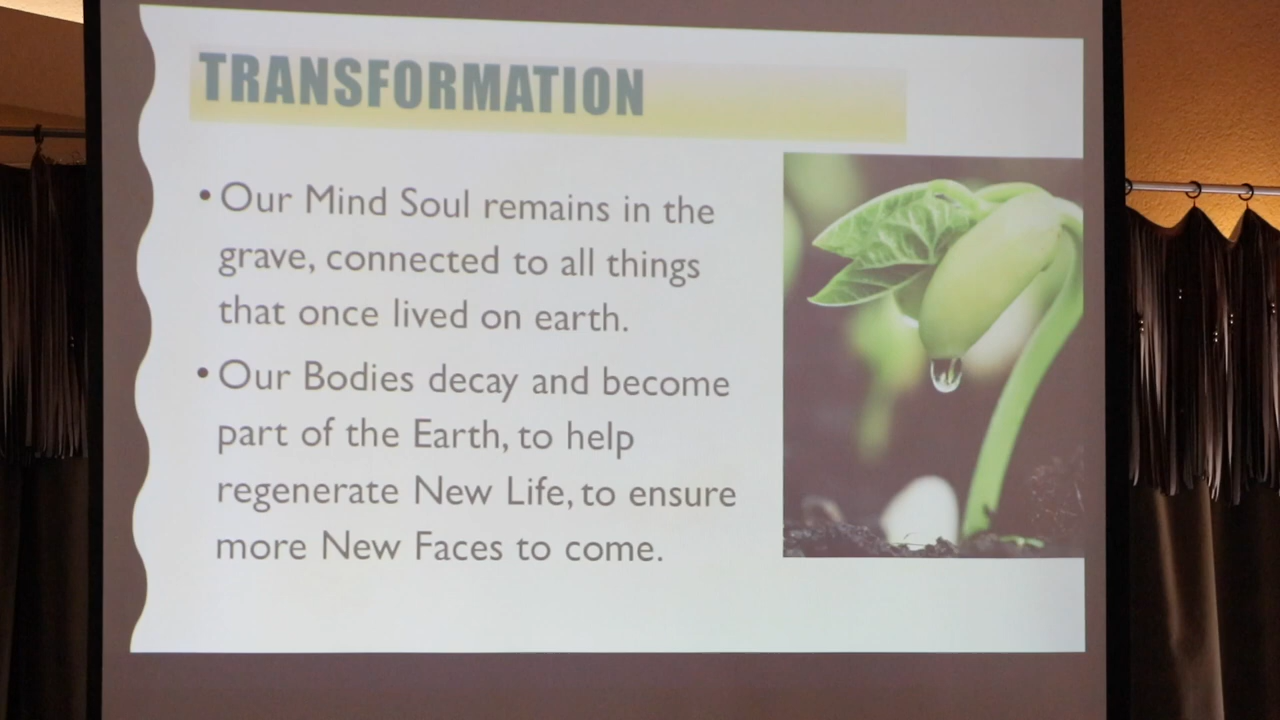 TRANSFORMATION
• Our Mind Soul remains in the
grave, connected to all things
that once lived on earth.
• Our Bodies decay and become
part of the Earth, to help
regenerate New Life, to ensure
more New Faces to come.